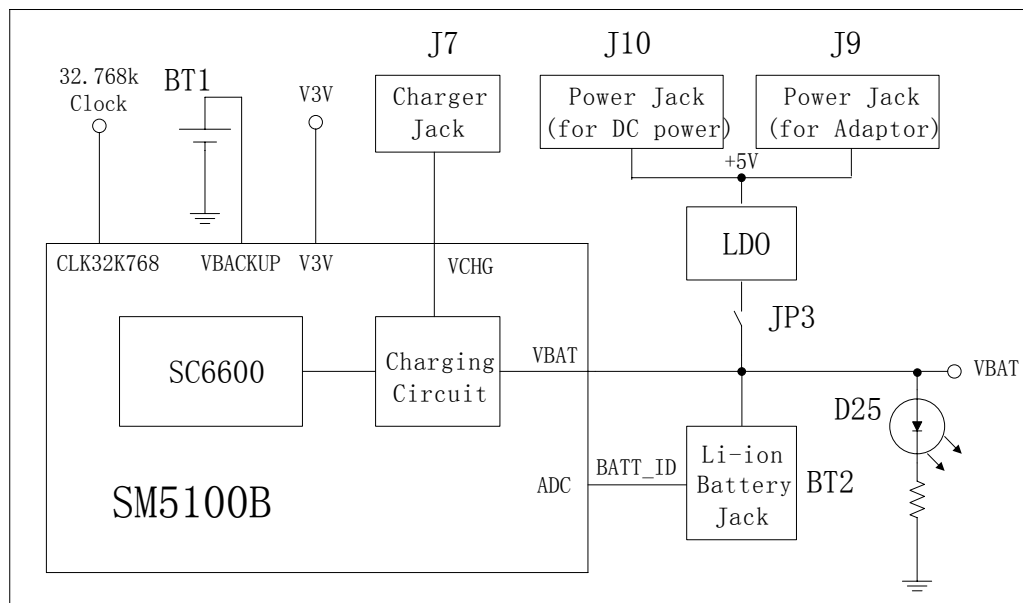 J7
J10
J9
32.768k
Clock
BT1
V3V
Charger
Jack
Power Jack
(for DC power)
Power Jack
(for Adaptor)
+5V
LDO
CLK32K768
VBACKUP
V3V
VCHG
JP3
SC6600
Charging
Circuit
VBAT
VBAT
D25
BATT_ID
ADC
Li-ion
Battery
Jack
BT2
SM5100B